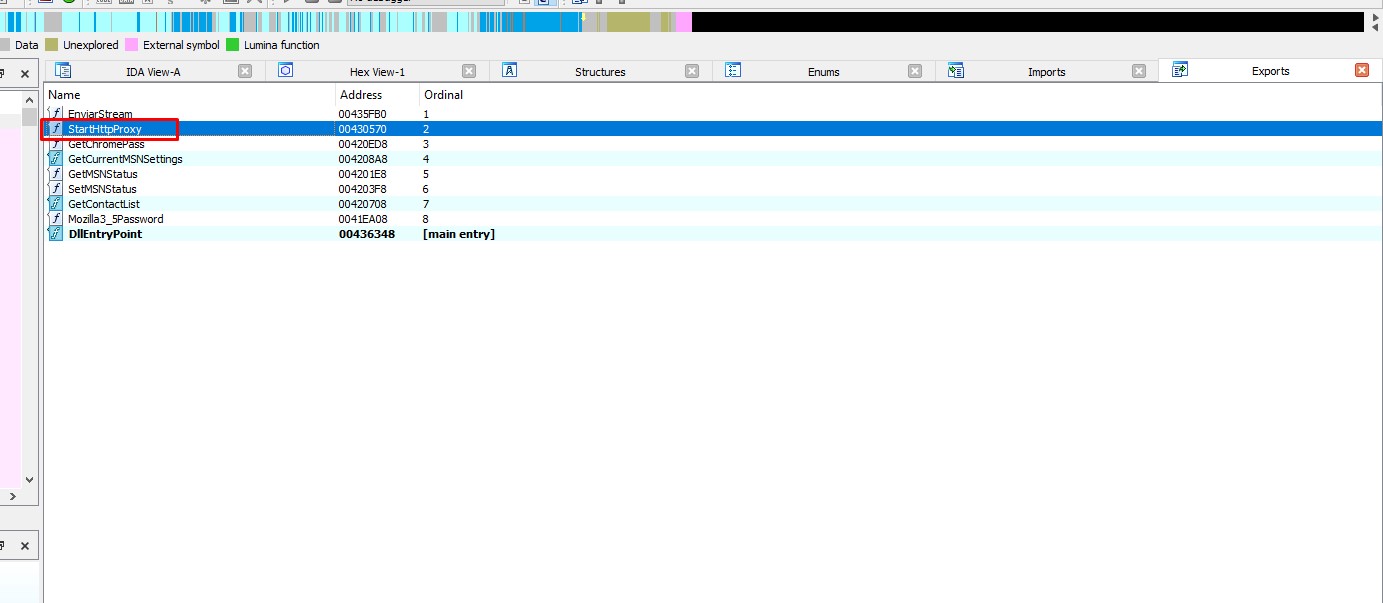 Data Unexplored External symbol Lumina function
IDA View-A Hex View-1 Structures Enums Imports Exports
Name Address Ordinal
EnviarStream 00435FB0 1
StartHttpProxy 00430570 2
GetChromePass 00420ED8 3
GetCurrentMSNSettings 004208A8 4
GetMSNStatus 004201E8 5
SetMSNStatus 004203F8 6
GetContactList 00420708 7
Mozilla3_5Password 0041EA08 8
DllEntryPoint 00436348 [main entry]